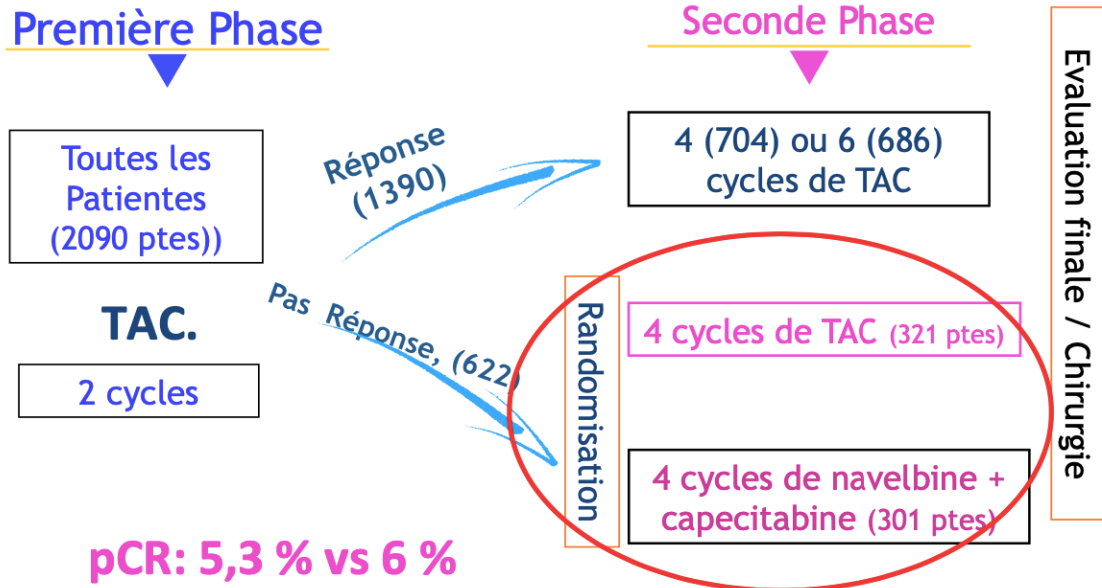 Première Phase
Toutes les
Patientes
(2090 ptes))
TAC.
2 cycles
Réponse
(1390)
Pas Réponse, (622)
Seconde Phase
4 (704) ou 6 (686)
cycles de TAC
Randomisation
4 cycles de TAC (321 ptes)
4 cycles de navelbine +
capecitabine (301 ptes)
Evaluation finale / Chirurgie
pCR: 5,3 % vs 6 %